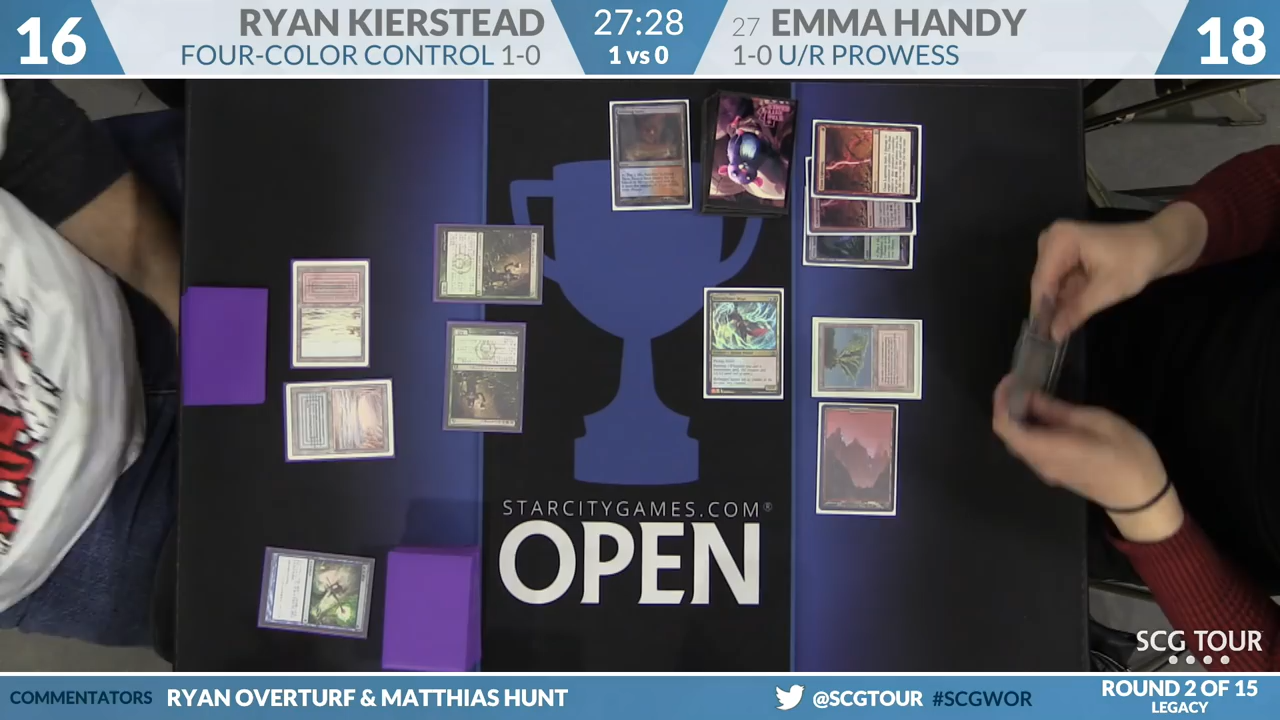 16
RYAN KIERSTEAD
FOUR-COLOR CONTROL 1-0
27:28
1 vs 0
27 EMMA HANDY
1-0 U/R PROWESS
18
STARCITYGAMES.COM®
OPEN
SCG TOUR
COMMENTATORS RYAN OVERTURF & MATTHIAS HUNT
@SCGTOUR #SCGWOR
ROUND 2 OF 15
LEGACY